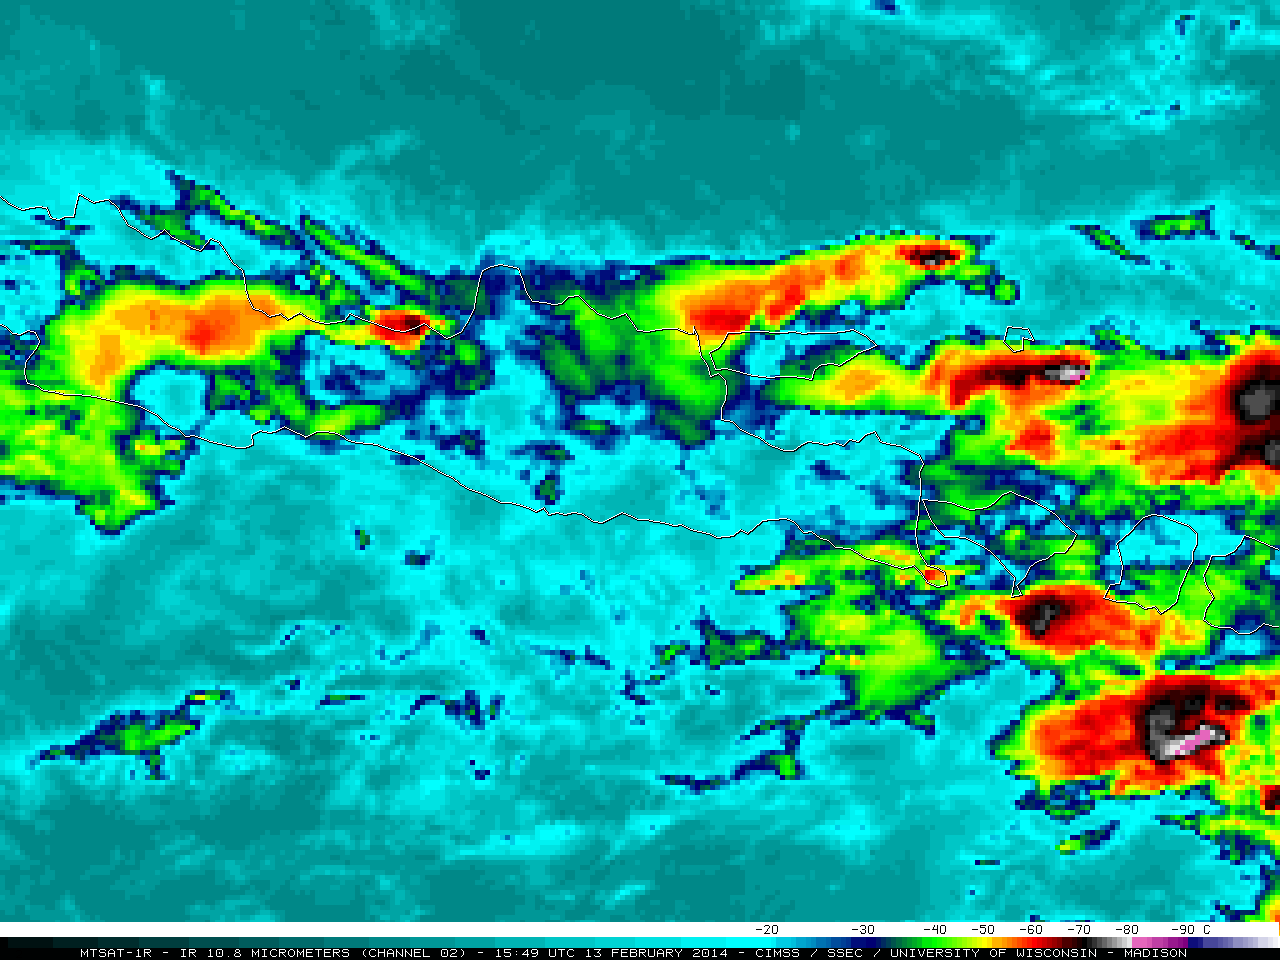 -20 -30 -40 -50 -60 -70 -80 -90 C
MTSAT-1R - IR 10.8 MICROMETERS (CHANNEL 02) - 15:49 UTC 13 FEBRUARY 2014 - CIMSS / SSEC / UNIVERSITY OF WISCONSIN - MADISON